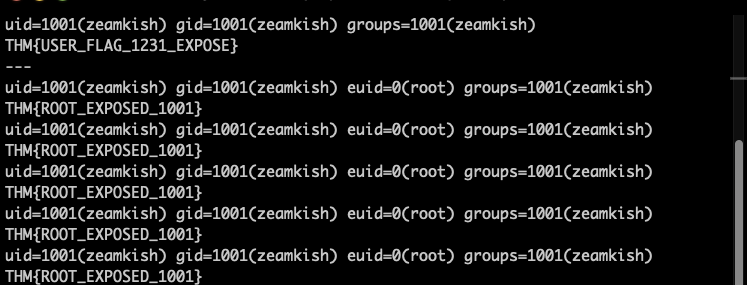 uid=1001(zeamkish) gid=1001(zeamkish) groups=1001(zeamkish)
THM{USER_FLAG_1231_EXPOSE}
---
uid=1001(zeamkish) gid=1001(zeamkish) euid=0(root) groups=1001(zeamkish)
THM{ROOT_EXPOSED_1001}
uid=1001(zeamkish) gid=1001(zeamkish) euid=0(root) groups=1001(zeamkish)
THM{ROOT_EXPOSED_1001}
uid=1001(zeamkish) gid=1001(zeamkish) euid=0(root) groups=1001(zeamkish)
THM{ROOT_EXPOSED_1001}
uid=1001(zeamkish) gid=1001(zeamkish) euid=0(root) groups=1001(zeamkish)
THM{ROOT_EXPOSED_1001}
uid=1001(zeamkish) gid=1001(zeamkish) euid=0(root) groups=1001(zeamkish)
THM{ROOT_EXPOSED_1001}